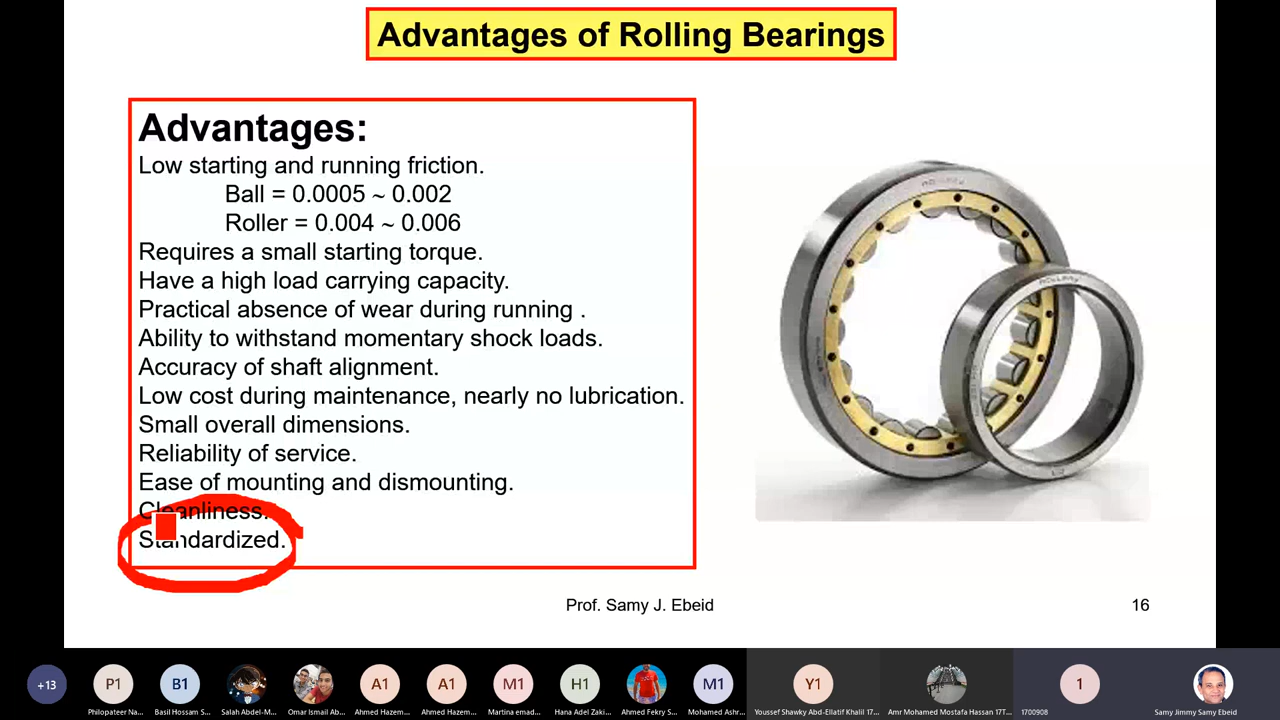 Advantages of Rolling Bearings
Advantages:
Low starting and running friction.
Ball = 0.0005 ~ 0.002
Roller = 0.004 ~ 0.006
Requires a small starting torque.
Have a high load carrying capacity.
Practical absence of wear during running .
Ability to withstand momentary shock loads.
Accuracy of shaft alignment.
Low cost during maintenance, nearly no lubrication.
Small overall dimensions.
Reliability of service.
Ease of mounting and dismounting.
Cleanliness.
Standardized.
Prof. Samy J. Ebeid
16
+13
P1
B1
A1
A1
M1
H1
M1
Y1
1
Philopateer Na...
Basil Hossam S...
Salah Abdel-M...
Omar Ismail Ab...
Ahmed Hazem...
Ahmed Hazem...
Martina emad...
Hana Adel Zaki...
Ahmed Fekry S...
Mohamed Ashr...
Youssef Shawky Abd-Ellatif Khalil 17...
Amr Mohamed Mostafa Hassan 17T...
1700908
Samy Jimmy Samy Ebeid